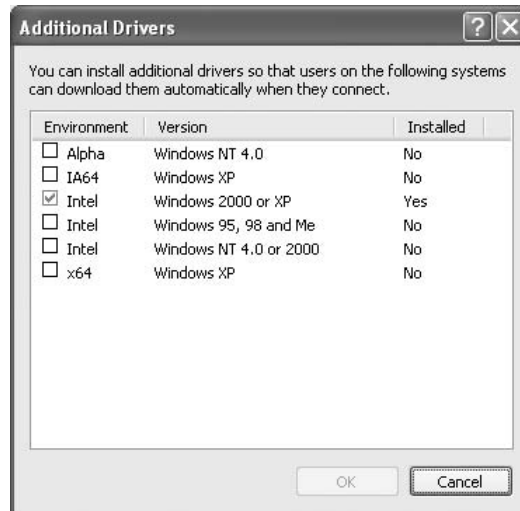 Additional Drivers
You can install additional drivers so that users on the following systems
can download them automatically when they connect.
Environment Version Installed
Alpha Windows NT 4.0 No
IA64 Windows XP No
Intel Windows 2000 or XP Yes
Intel Windows 95, 98 and Me No
Intel Windows NT 4.0 or 2000 No
x64 Windows XP No
OK Cancel